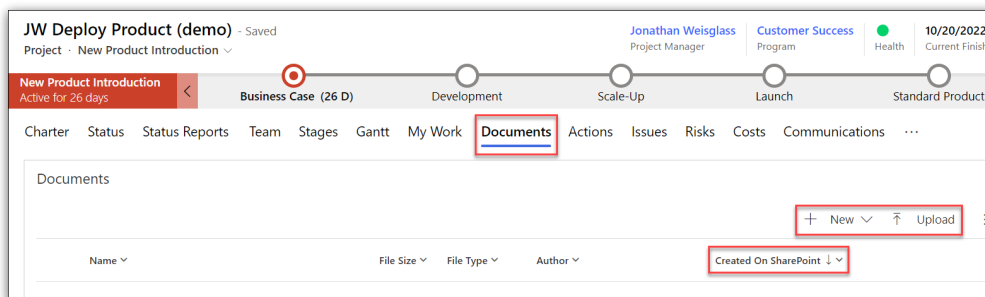 JW Deploy Product (demo) - Saved
Project · New Product Introduction
Jonathan Weisglass
Project Manager
Customer Success
Program
Health
10/20/2022
Current Finish
New Product Introduction
Active for 26 days
Business Case (26 D)
Development
Scale-Up
Launch
Standard Product
Charter Status Status Reports Team Stages Gantt My Work Documents Actions Issues Risks Costs Communications ···
Documents
New Upload
Name File Size File Type Author Created On SharePoint